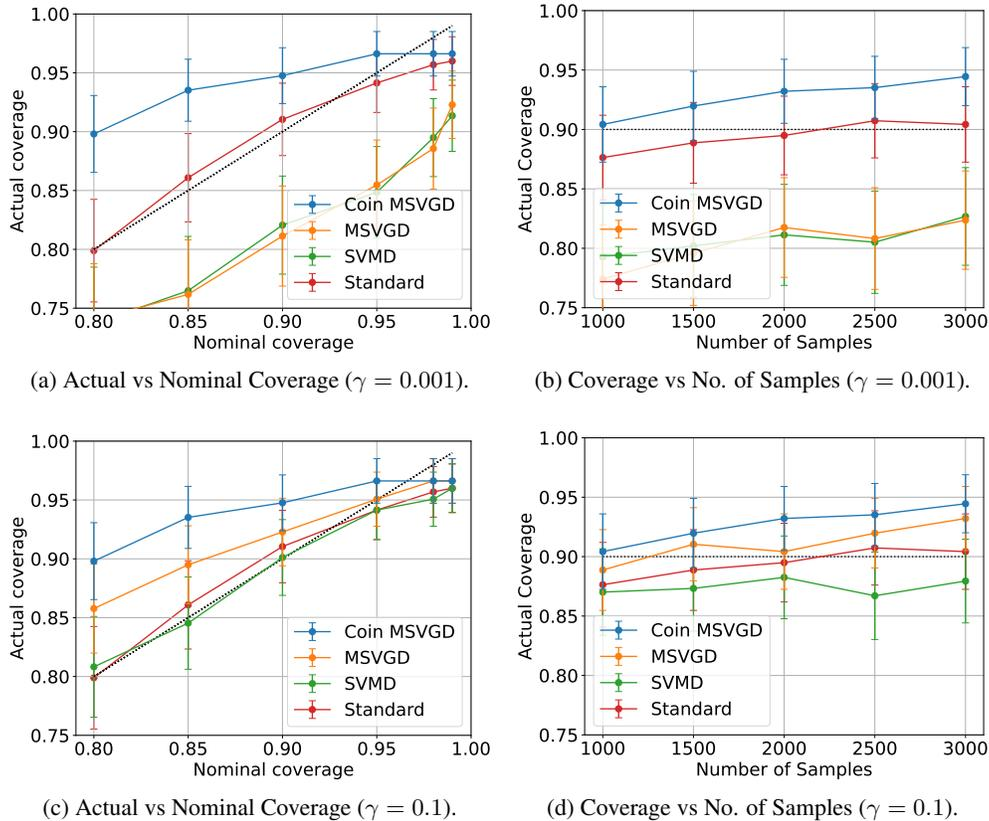 1.00
0.95
0.90
0.85
0.80
0.75
Actual coverage
0.80 0.85 0.90 0.95 1.00
Nominal coverage
Coin MSVGD
MSVGD
SVMD
Standard
(a) Actual vs Nominal Coverage (γ = 0.001).
1.00
0.95
0.90
0.85
0.80
0.75
Actual Coverage
1000 1500 2000 2500 3000
Number of Samples
Coin MSVGD
MSVGD
SVMD
Standard
(b) Coverage vs No. of Samples (γ = 0.001).
1.00
0.95
0.90
0.85
0.80
0.75
Actual coverage
0.80 0.85 0.90 0.95 1.00
Nominal coverage
Coin MSVGD
MSVGD
SVMD
Standard
(c) Actual vs Nominal Coverage (γ = 0.1).
1.00
0.95
0.90
0.85
0.80
0.75
Actual Coverage
1000 1500 2000 2500 3000
Number of Samples
Coin MSVGD
MSVGD
SVMD
Standard
(d) Coverage vs No. of Samples (γ = 0.1).